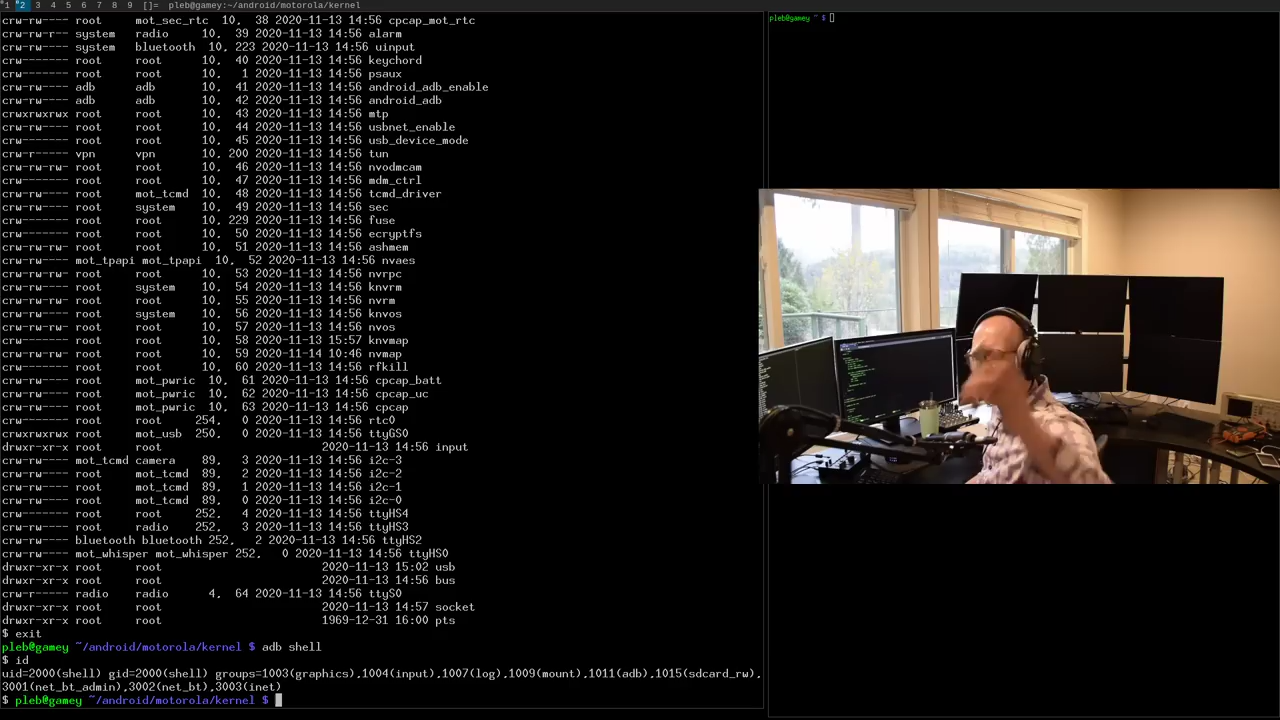 1 *2 3 4 5 6 7 8 9 []= pleb@gamey:~/android/motorola/kernel
crw-rw---- root mot_sec_rtc 10, 38 2020-11-13 14:56 cpcap_mot_rtc
crw-rw-r-- system radio 10, 39 2020-11-13 14:56 alarm
crw-rw---- system bluetooth 10, 223 2020-11-13 14:56 uinput
crw------- root root 10, 40 2020-11-13 14:56 keychord
crw------- root root 10, 1 2020-11-13 14:56 psaux
crw-rw---- adb adb 10, 41 2020-11-13 14:56 android_adb_enable
crw-rw---- adb adb 10, 42 2020-11-13 14:56 android_adb
crwxrwxrwx root root 10, 43 2020-11-13 14:56 mtp
crw-rw---- root root 10, 44 2020-11-13 14:56 usbnet_enable
crw-rw---- root root 10, 45 2020-11-13 14:56 usb_device_mode
crw-r----- vpn vpn 10, 200 2020-11-13 14:56 tun
crw-rw-rw- root root 10, 46 2020-11-13 14:56 nvodmcam
crw-r----- root root 10, 47 2020-11-13 14:56 mdm_ctrl
crw-rw---- root mot_tcmd 10, 48 2020-11-13 14:56 tcmd_driver
crw-rw---- root system 10, 49 2020-11-13 14:56 sec
crw------- root root 10, 229 2020-11-13 14:56 fuse
crw------- root root 10, 50 2020-11-13 14:56 ecryptfs
crw-rw-rw- root root 10, 51 2020-11-13 14:56 ashmem
crw-rw---- mot_tpapi mot_tpapi 10, 52 2020-11-13 14:56 nvaes
crw-rw-rw- root root 10, 53 2020-11-13 14:56 nvrpc
crw-rw---- root system 10, 54 2020-11-13 14:56 knvrm
crw-rw-rw- root root 10, 55 2020-11-13 14:56 nvrm
crw-rw---- root system 10, 56 2020-11-13 14:56 knvos
crw-rw-rw- root root 10, 57 2020-11-13 14:56 nvos
crw------- root root 10, 58 2020-11-13 15:57 knvmap
crw-rw-rw- root root 10, 59 2020-11-14 10:46 nvmap
crw-rw---- root root 10, 60 2020-11-13 14:56 rfkill
crw-rw---- root mot_pwric 10, 61 2020-11-13 14:56 cpcap_batt
crw-rw---- root mot_pwric 10, 62 2020-11-13 14:56 cpcap_uc
crw-rw---- root mot_pwric 10, 63 2020-11-13 14:56 cpcap
crw-r----- root root 254, 0 2020-11-13 14:56 rtc0
crwxrwxrwx root mot_usb 250, 0 2020-11-13 14:56 ttyGS0
drwxr-xr-x root root 2020-11-13 14:56 input
crw-rw---- mot_tcmd camera 89, 3 2020-11-13 14:56 i2c-3
crw-rw---- root mot_tcmd 89, 2 2020-11-13 14:56 i2c-2
crw-rw---- root mot_tcmd 89, 1 2020-11-13 14:56 i2c-1
crw-rw---- root mot_tcmd 89, 0 2020-11-13 14:56 i2c-0
crw------- root root 252, 4 2020-11-13 14:56 ttyHS4
crw-rw---- root radio 252, 3 2020-11-13 14:56 ttyHS3
crw-rw---- bluetooth bluetooth 252, 2 2020-11-13 14:56 ttyHS2
crw-rw---- mot_whisper mot_whisper 252, 0 2020-11-13 14:56 ttyHS0
drwxr-xr-x root root 2020-11-13 15:02 usb
drwxr-xr-x root root 2020-11-13 14:56 bus
crw-r----- radio radio 4, 64 2020-11-13 14:56 ttyS0
drwxr-xr-x root root 2020-11-13 14:57 socket
drwxr-xr-x root root 1969-12-31 16:00 pts
$ exit
pleb@gamey ~/android/motorola/kernel $ adb shell
$ id
uid=2000(shell) gid=2000(shell) groups=1003(graphics),1004(input),1007(log),1009(mount),1011(adb),1015(sdcard_rw),
3001(net_bt_admin),3002(net_bt),3003(inet)
$ pleb@gamey ~/android/motorola/kernel $
pleb@gamey ~ $